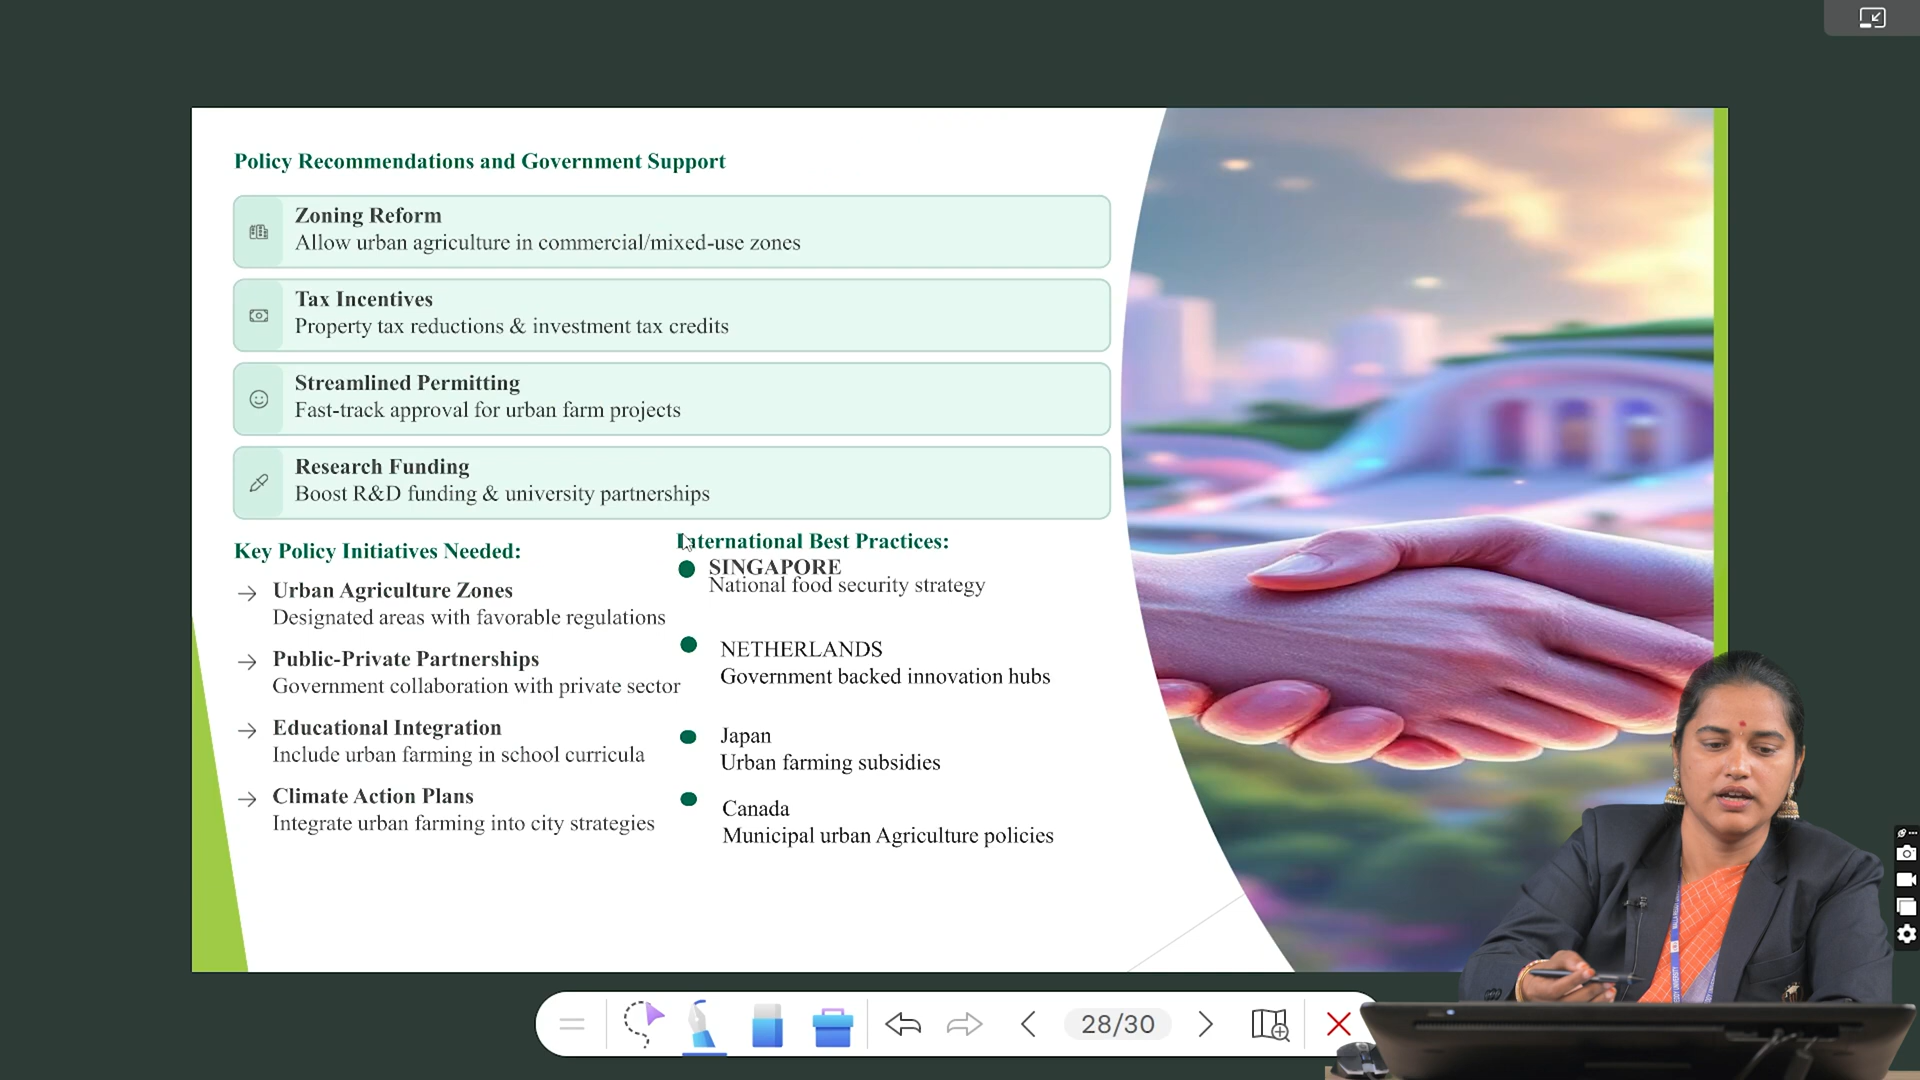 Policy Recommendations and Government Support
Zoning Reform
Allow urban agriculture in commercial/mixed-use zones
Tax Incentives
Property tax reductions & investment tax credits
Streamlined Permitting
Fast-track approval for urban farm projects
Research Funding
Boost R&D funding & university partnerships
Key Policy Initiatives Needed:
Urban Agriculture Zones
Designated areas with favorable regulations
Public-Private Partnerships
Government collaboration with private sector
Educational Integration
Include urban farming in school curricula
Climate Action Plans
Integrate urban farming into city strategies
International Best Practices:
SINGAPORE
National food security strategy
NETHERLANDS
Government backed innovation hubs
Japan
Urban farming subsidies
Canada
Municipal urban Agriculture policies
28/30